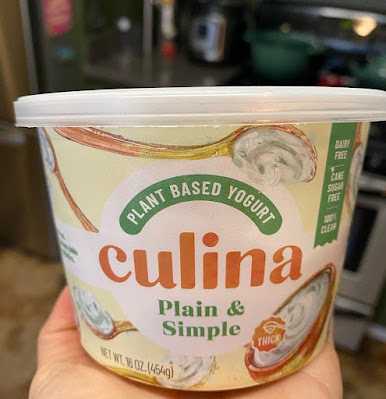 PLANT BASED YOGURT
culina
Plain &
Simple
NET WT. 16 OZ. (454g)
THICK
DAIRY
FREE
CANE
SUGAR
FREE
100%
CLEAN